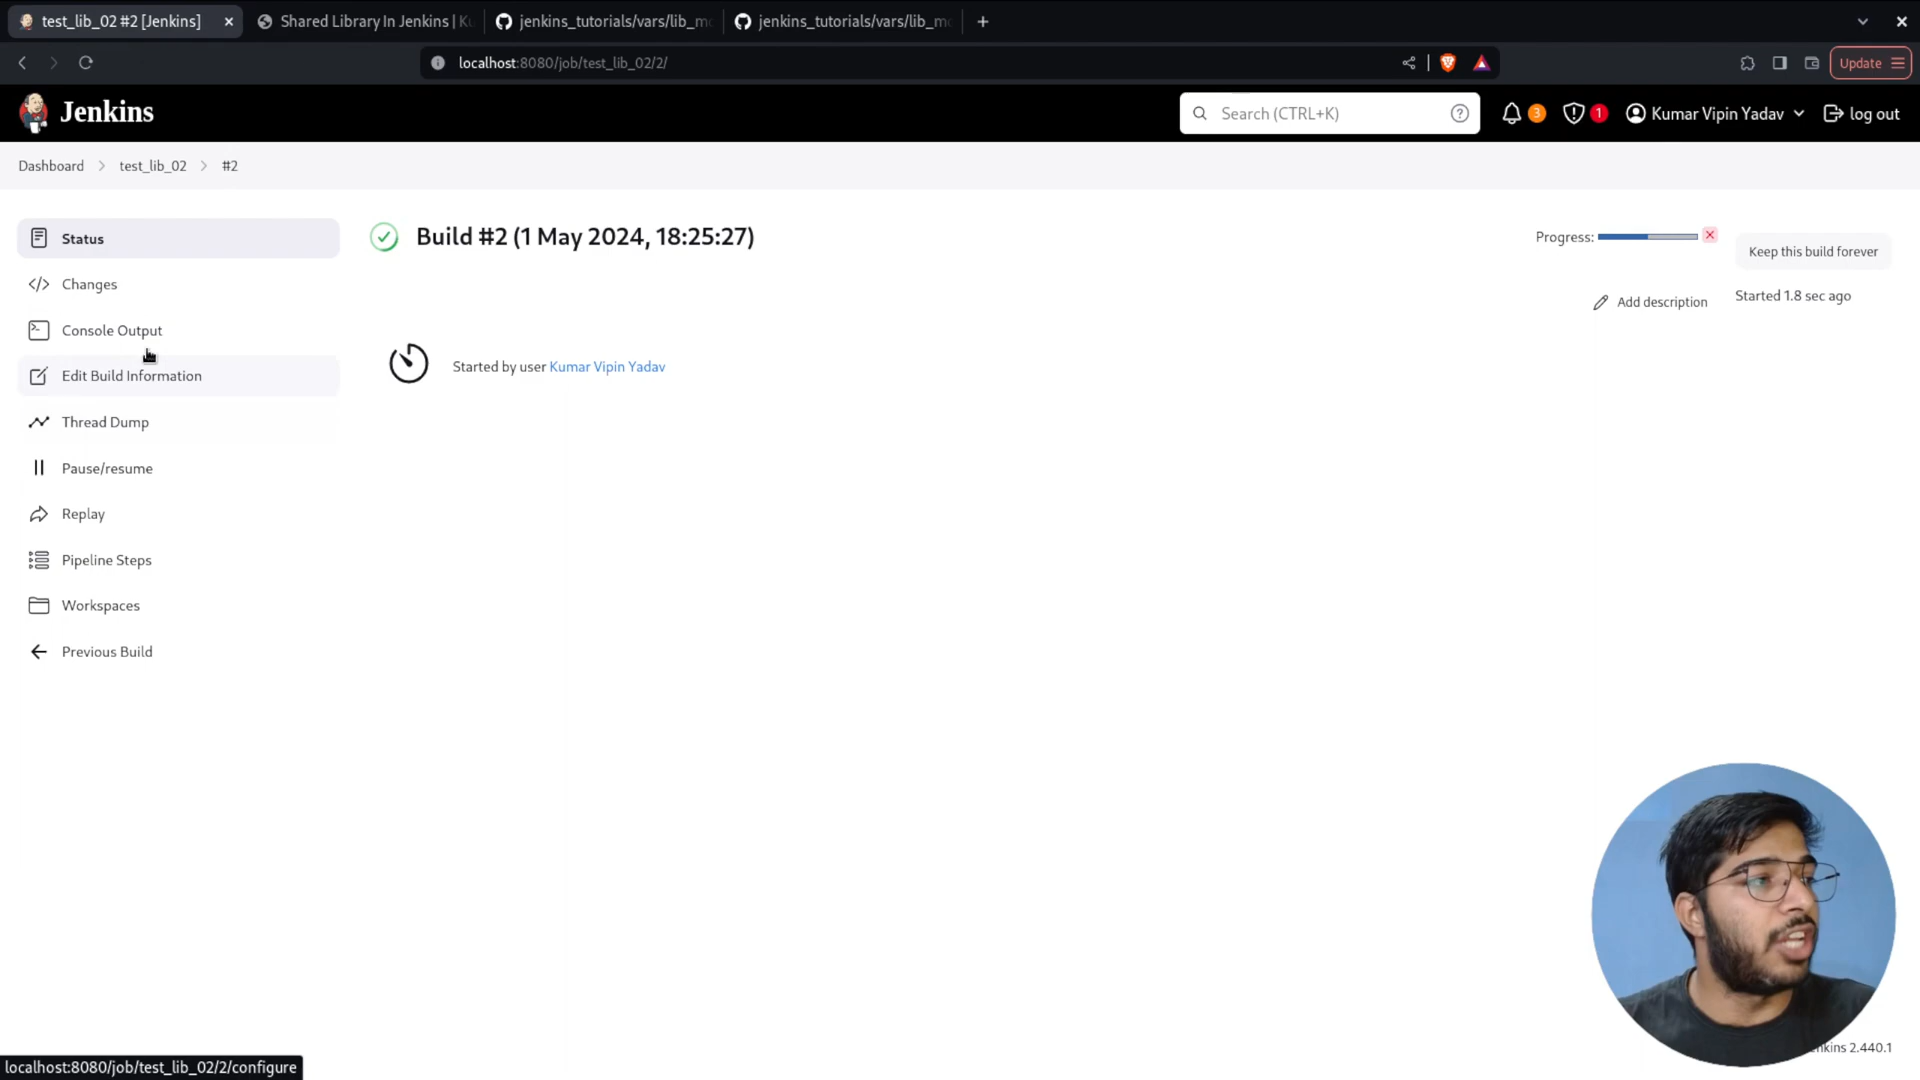 test_lib_02 #2 [Jenkins]
Shared Library In Jenkins | Ku
jenkins_tutorials/vars/lib_mo
jenkins_tutorials/vars/lib_mo
localhost:8080/job/test_lib_02/2/
Update
Jenkins
Search (CTRL+K)
3
1
Kumar Vipin Yadav
log out
Dashboard
test_lib_02
#2
Status
Build #2 (1 May 2024, 18:25:27)
Progress:
Keep this build forever
Changes
Add description
Started 1.8 sec ago
Console Output
Started by user Kumar Vipin Yadav
Edit Build Information
Thread Dump
Pause/resume
Replay
Pipeline Steps
Workspaces
Previous Build
nkins 2.440.1
localhost:8080/job/test_lib_02/2/configure